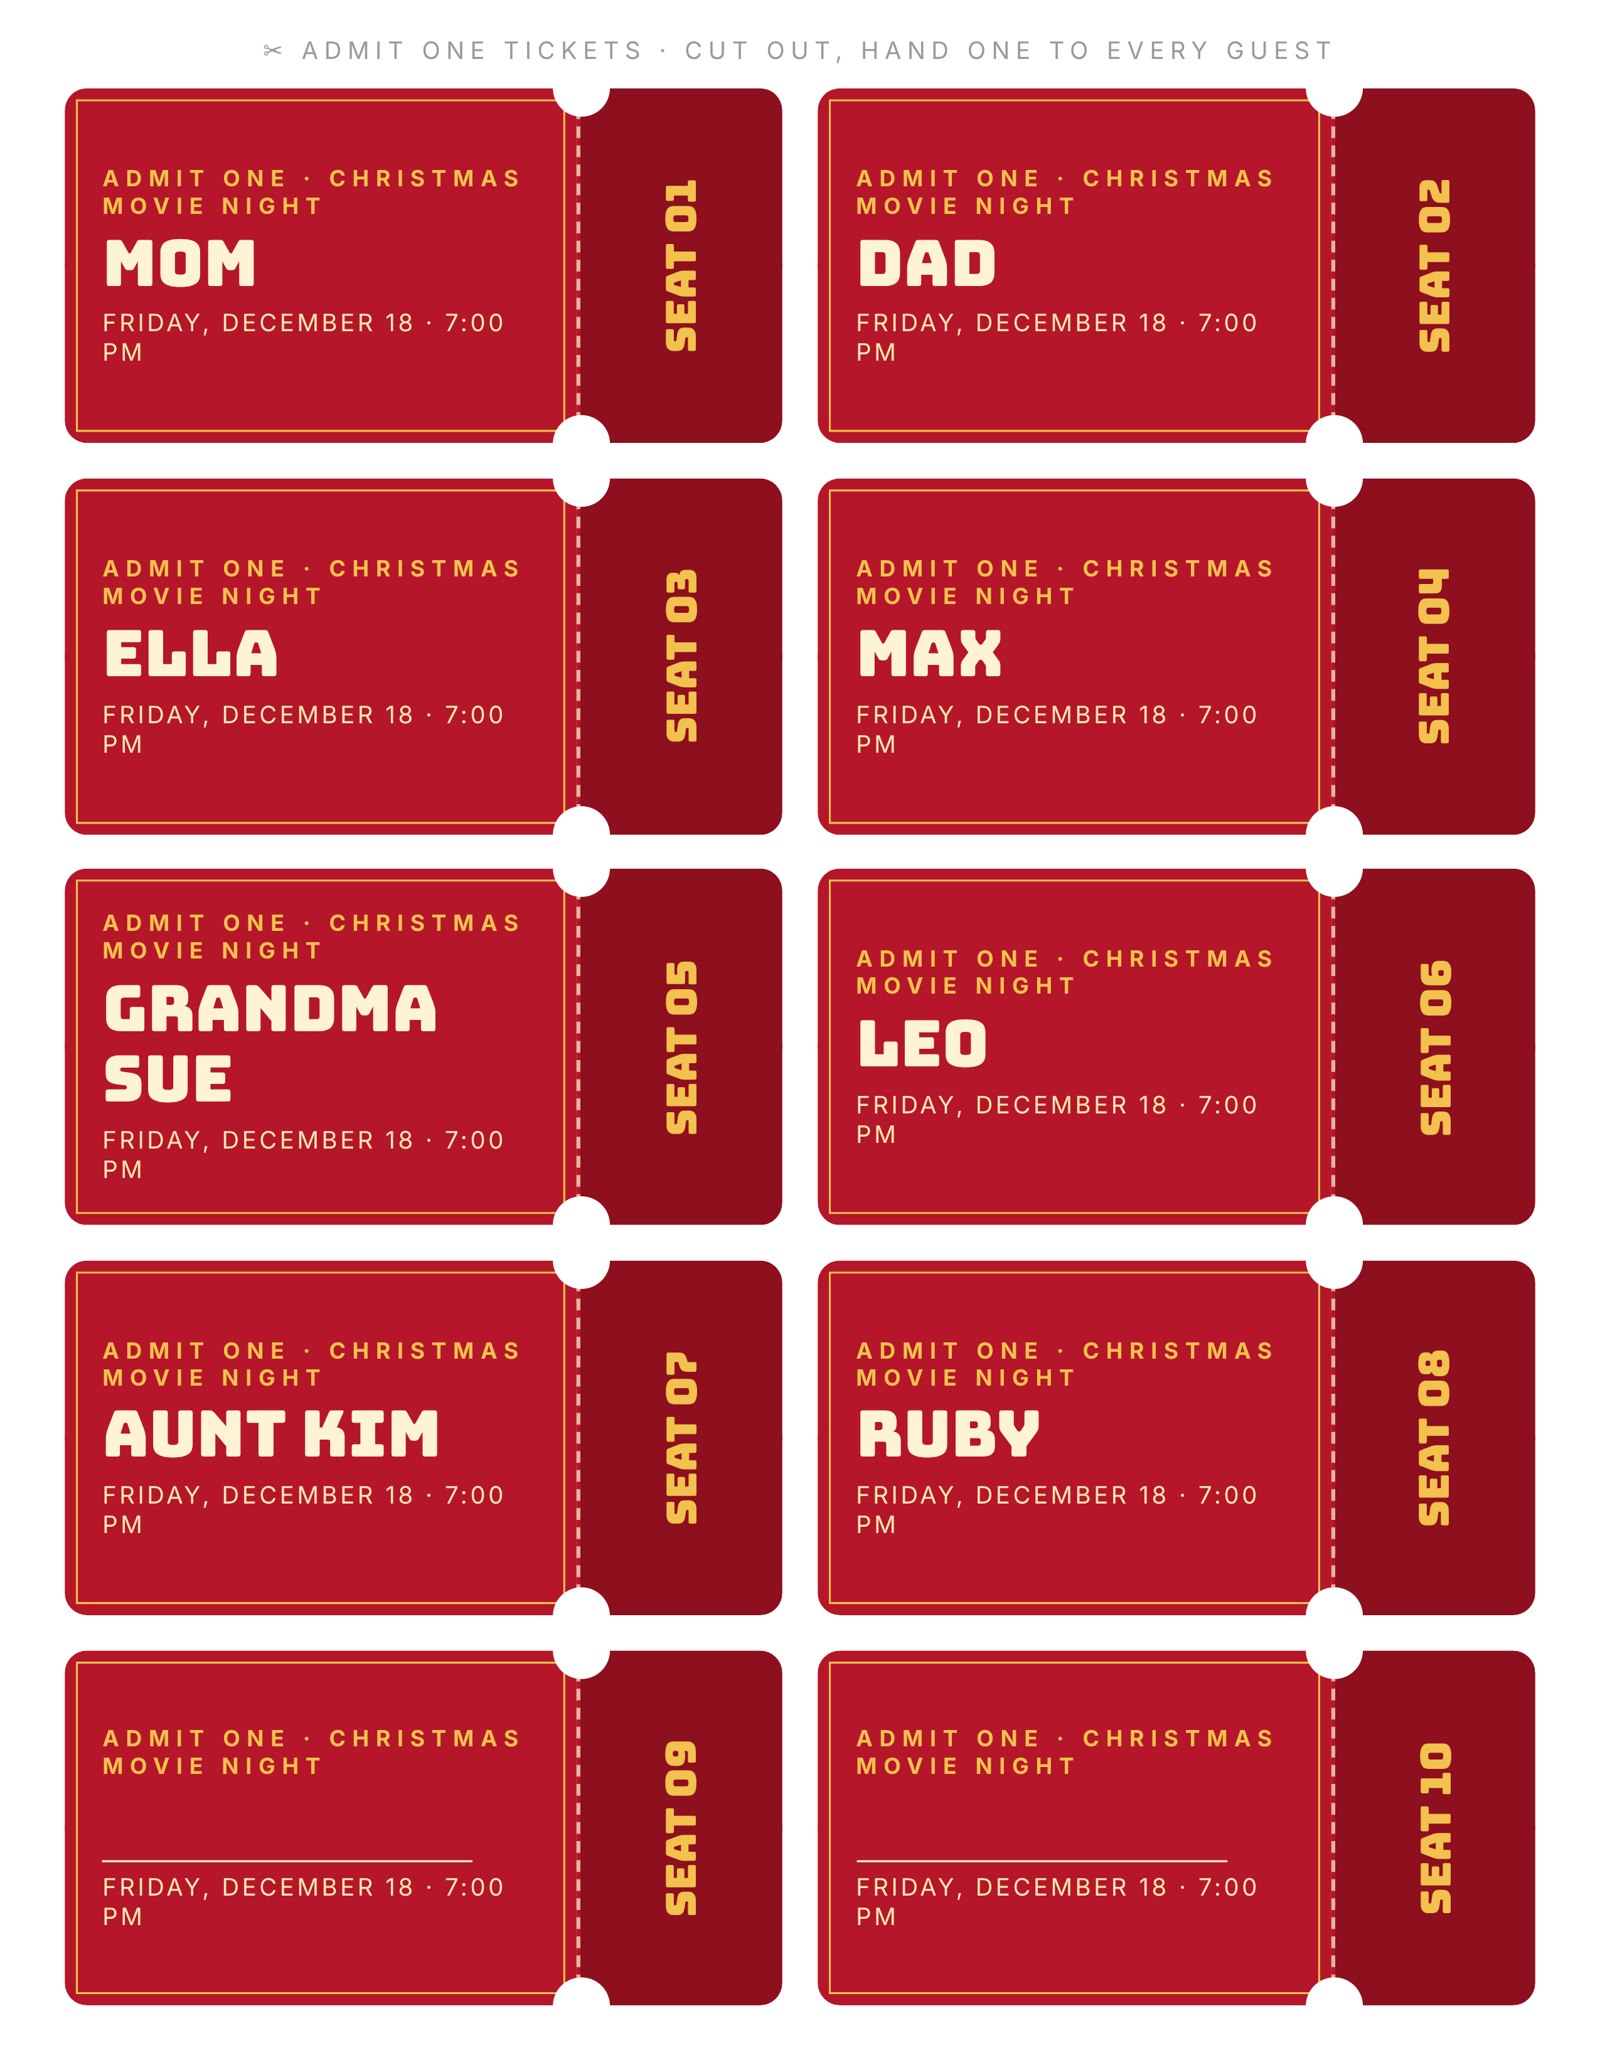 ✂ ADMIT ONE TICKETS · CUT OUT, HAND ONE TO EVERY GUEST
ADMIT ONE · CHRISTMAS
MOVIE NIGHT
MOM
FRIDAY, DECEMBER 18 · 7:00
PM
SEAT 01
ADMIT ONE · CHRISTMAS
MOVIE NIGHT
DAD
FRIDAY, DECEMBER 18 · 7:00
PM
SEAT 02
ADMIT ONE · CHRISTMAS
MOVIE NIGHT
ELLA
FRIDAY, DECEMBER 18 · 7:00
PM
SEAT 03
ADMIT ONE · CHRISTMAS
MOVIE NIGHT
MAX
FRIDAY, DECEMBER 18 · 7:00
PM
SEAT 04
ADMIT ONE · CHRISTMAS
MOVIE NIGHT
GRANDMA
SUE
FRIDAY, DECEMBER 18 · 7:00
PM
SEAT 05
ADMIT ONE · CHRISTMAS
MOVIE NIGHT
LEO
FRIDAY, DECEMBER 18 · 7:00
PM
SEAT 06
ADMIT ONE · CHRISTMAS
MOVIE NIGHT
AUNT KIM
FRIDAY, DECEMBER 18 · 7:00
PM
SEAT 07
ADMIT ONE · CHRISTMAS
MOVIE NIGHT
RUBY
FRIDAY, DECEMBER 18 · 7:00
PM
SEAT 08
ADMIT ONE · CHRISTMAS
MOVIE NIGHT
FRIDAY, DECEMBER 18 · 7:00
PM
SEAT 09
ADMIT ONE · CHRISTMAS
MOVIE NIGHT
FRIDAY, DECEMBER 18 · 7:00
PM
SEAT 10